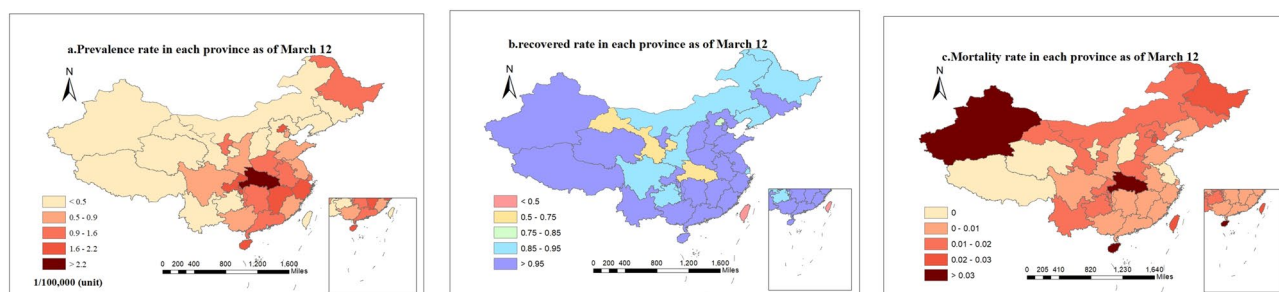 a.Prevalence rate in each province as of March 12
N
< 0.5
0.5 - 0.9
0.9 - 1.6
1.6 - 2.2
> 2.2
1/100,000 (unit)
0 200 400 800 1,200 1,600
Miles
b.recovered rate in each province as of March 12
N
< 0.5
0.5 - 0.75
0.75 - 0.85
0.85 - 0.95
> 0.95
0 200 400 800 1,200 1,600
Miles
c.Mortality rate in each province as of March 12
N
0
0 - 0.01
0.01 - 0.02
0.02 - 0.03
> 0.03
0 205 410 820 1,230 1,640
Miles